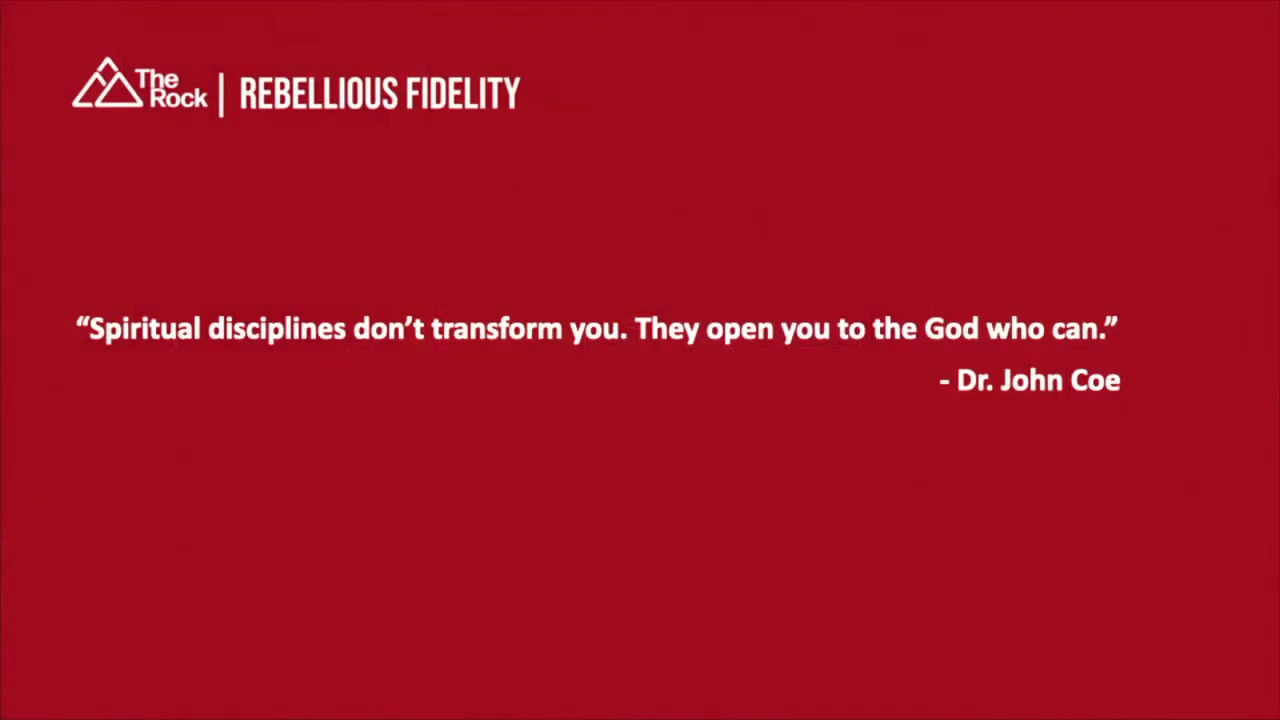 The Rock | REBELLIOUS FIDELITY
“Spiritual disciplines don’t transform you. They open you to the God who can.”
- Dr. John Coe